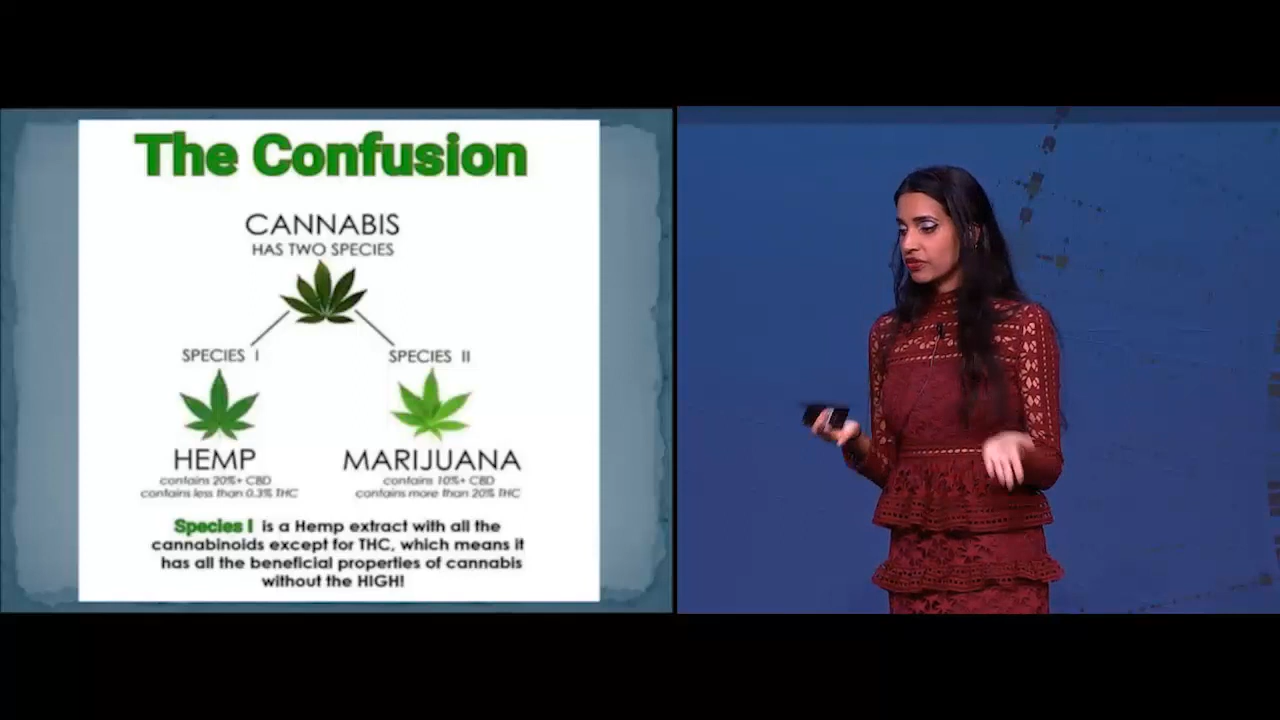 The Confusion
CANNABIS
HAS TWO SPECIES
SPECIES I
SPECIES II
HEMP
contains 20%+ CBD
contains less than 0.3% THC
MARIJUANA
contains 10%+ CBD
contains more than 20% THC
Species I is a Hemp extract with all the
cannabinoids except for THC, which means it
has all the beneficial properties of cannabis
without the HIGH!